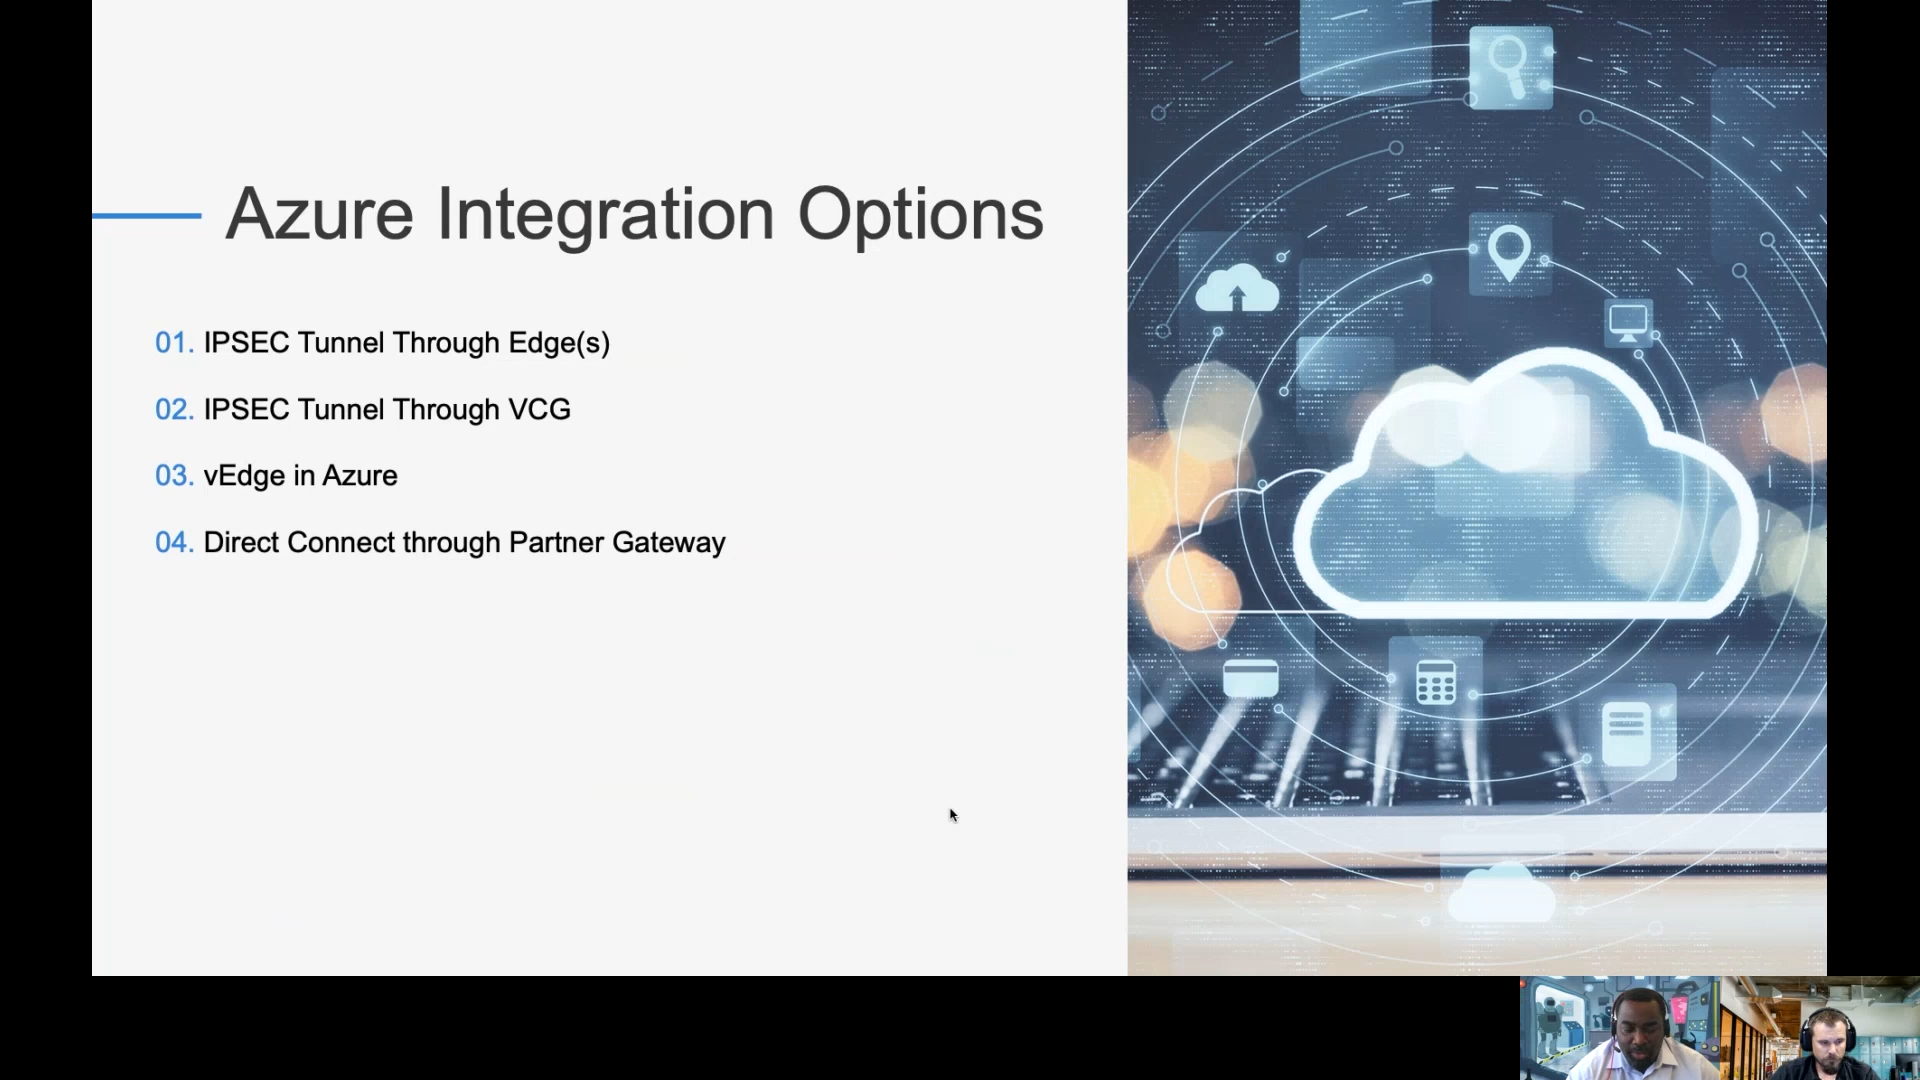 Azure Integration Options
01. IPSEC Tunnel Through Edge(s)
02. IPSEC Tunnel Through VCG
03. vEdge in Azure
04. Direct Connect through Partner Gateway